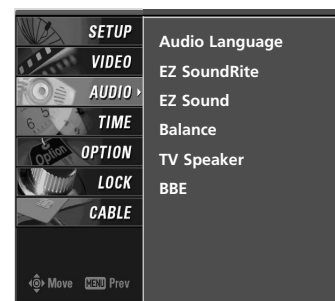 SETUP
VIDEO
AUDIO
TIME
OPTION
LOCK
CABLE
Move MENU Prev
Audio Language
EZ SoundRite
EZ Sound
Balance
TV Speaker
BBE